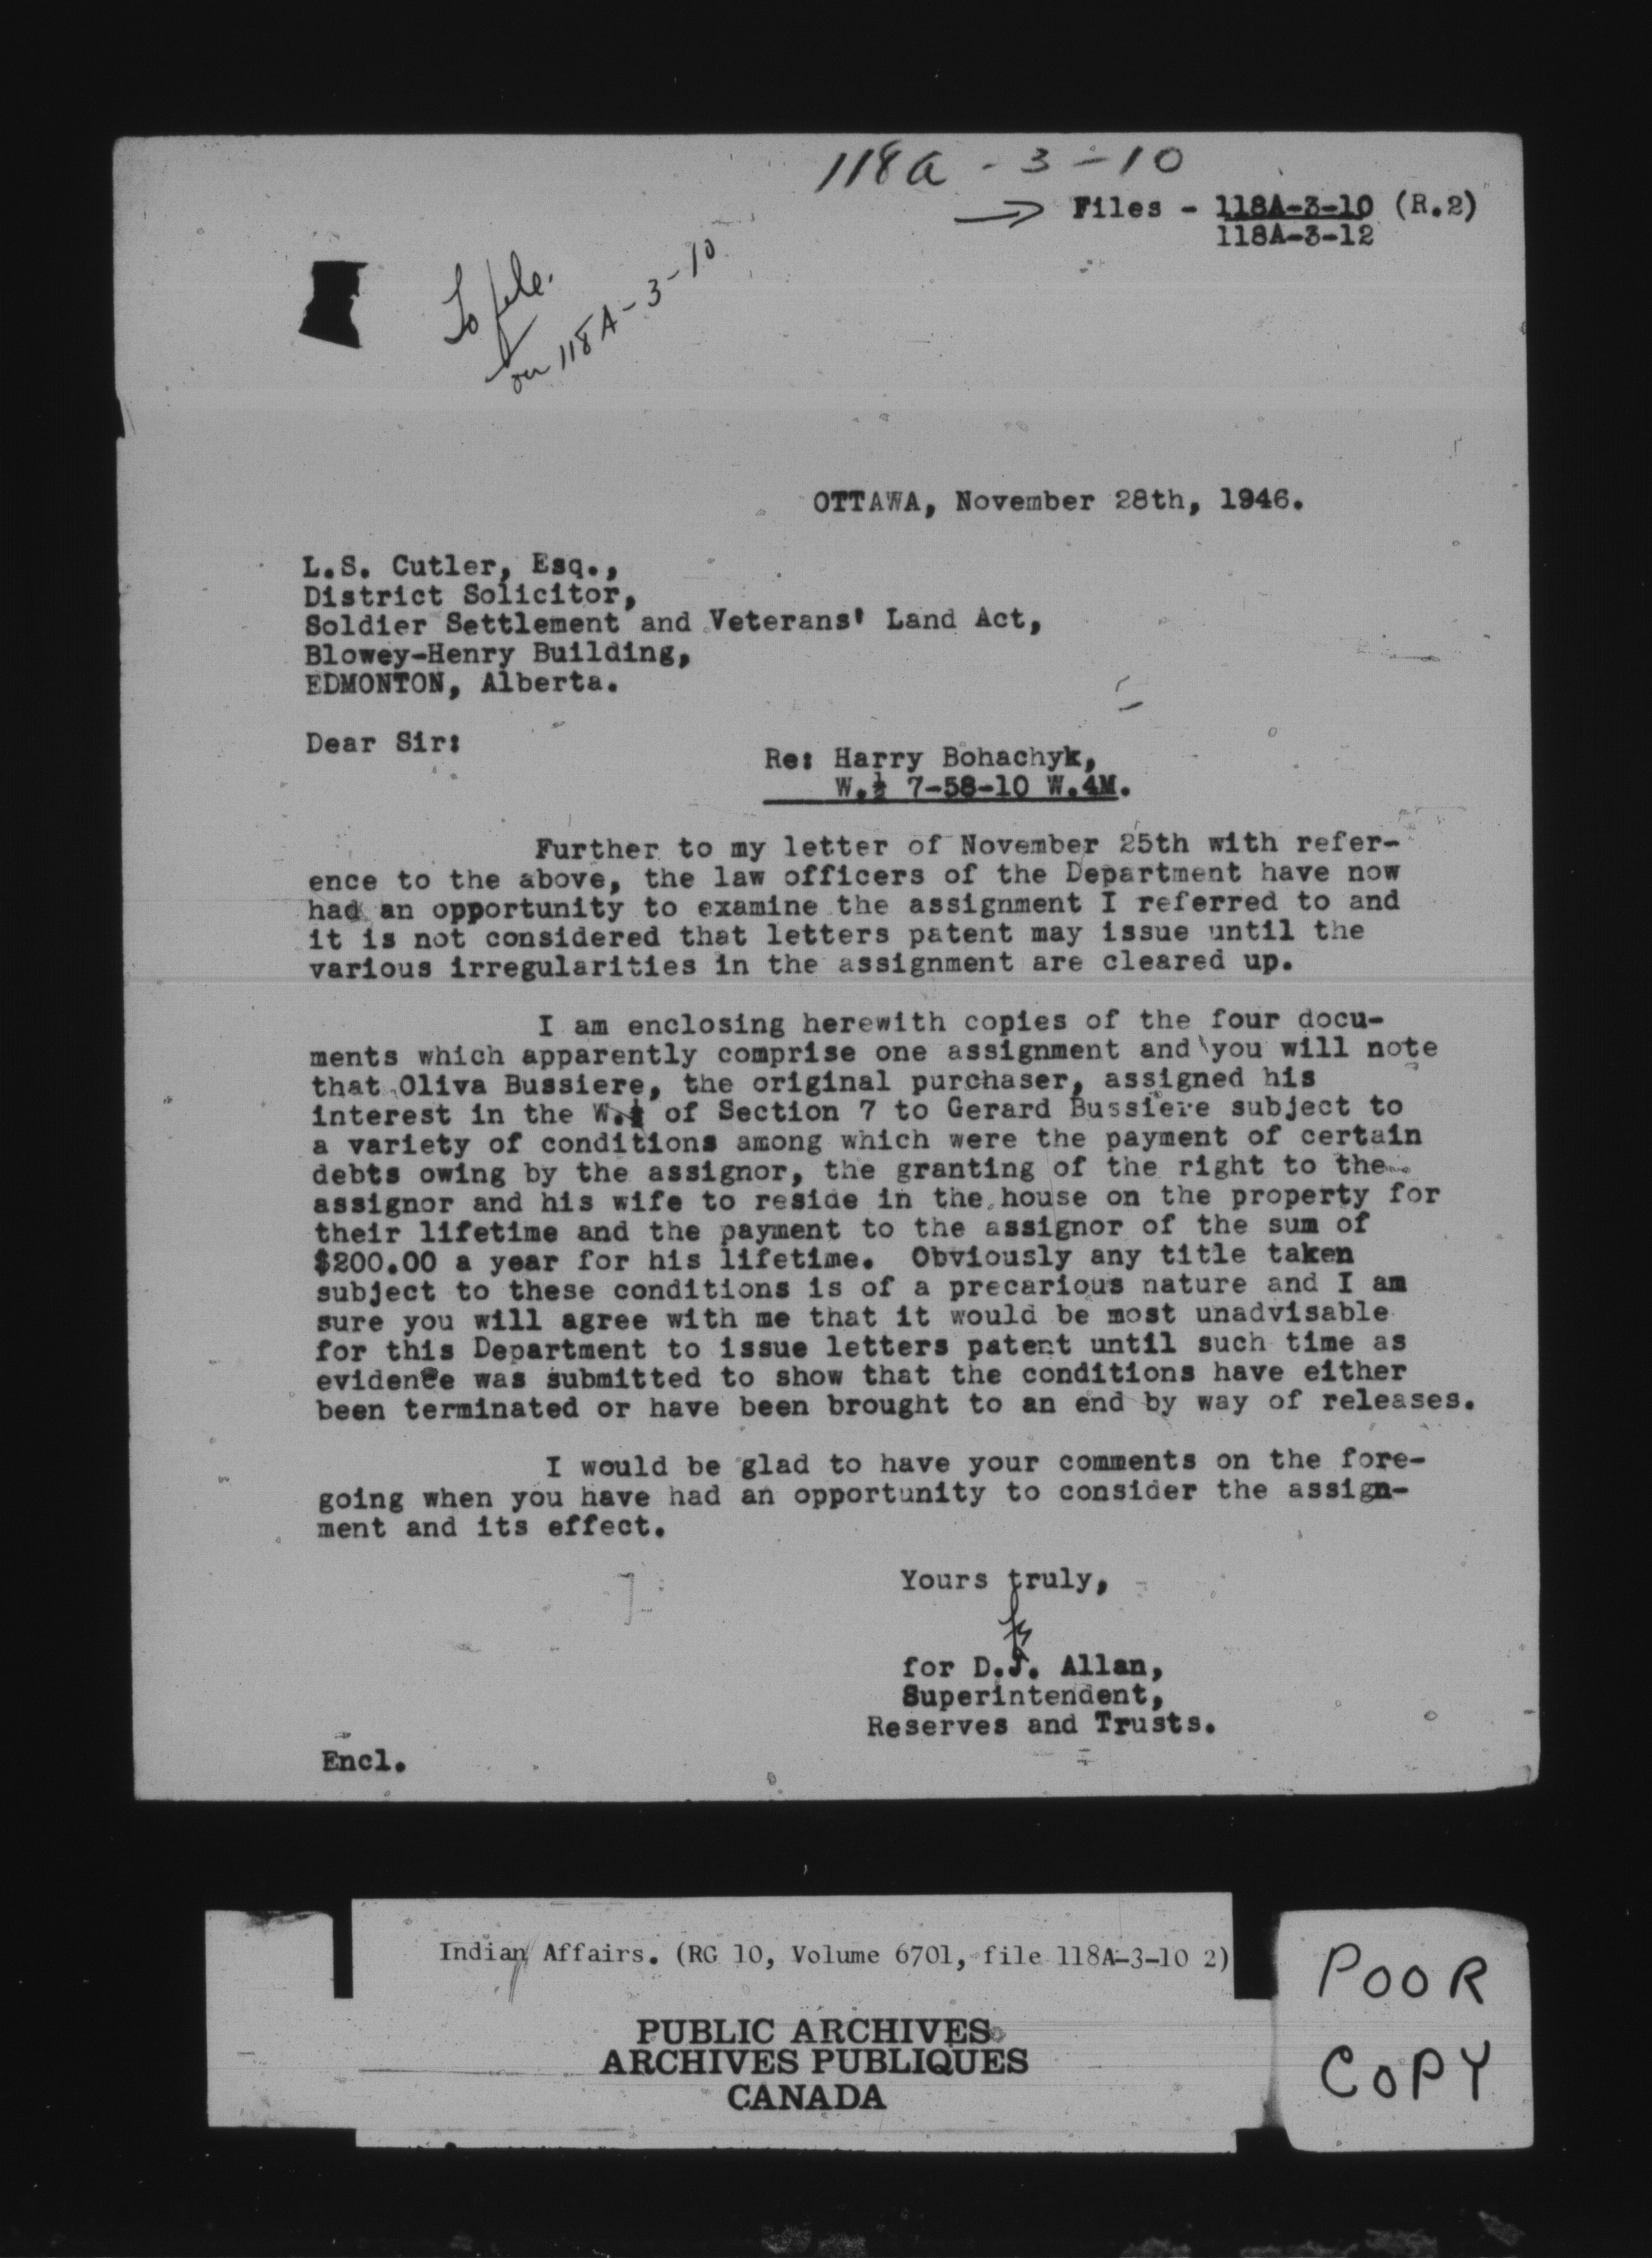 118A - 3 - 10
Files - 118A-3-10 (R.2)
118A-3-12
To file.
on 118A-3-10
OTTAWA, November 28th, 1946.
L.S. Cutler, Esq.,
District Solicitor,
Soldier Settlement and Veterans' Land Act,
Blowey-Henry Building,
EDMONTON, Alberta.
Dear Sir:
Re: Harry Bohachyk,
W.½ 7-58-10 W.4M.
Further to my letter of November 25th with refer-
ence to the above, the law officers of the Department have now
had an opportunity to examine the assignment I referred to and
it is not considered that letters patent may issue until the
various irregularities in the assignment are cleared up.
I am enclosing herewith copies of the four docu-
ments which apparently comprise one assignment and you will note
that Oliva Bussiere, the original purchaser, assigned his
interest in the W.½ of Section 7 to Gerard Bussiere subject to
a variety of conditions among which were the payment of certain
debts owing by the assignor, the granting of the right to the
assignor and his wife to reside in the house on the property for
their lifetime and the payment to the assignor of the sum of
$200.00 a year for his lifetime. Obviously any title taken
subject to these conditions is of a precarious nature and I am
sure you will agree with me that it would be most unadvisable
for this Department to issue letters patent until such time as
evidence was submitted to show that the conditions have either
been terminated or have been brought to an end by way of releases.
I would be glad to have your comments on the fore-
going when you have had an opportunity to consider the assign-
ment and its effect.
Yours truly,
for D.J. Allan,
Superintendent,
Reserves and Trusts.
Encl.
Indian Affairs. (RG 10, Volume 6701, file 118A-3-10 2)
PUBLIC ARCHIVES
ARCHIVES PUBLIQUES
CANADA
POOR
COPY